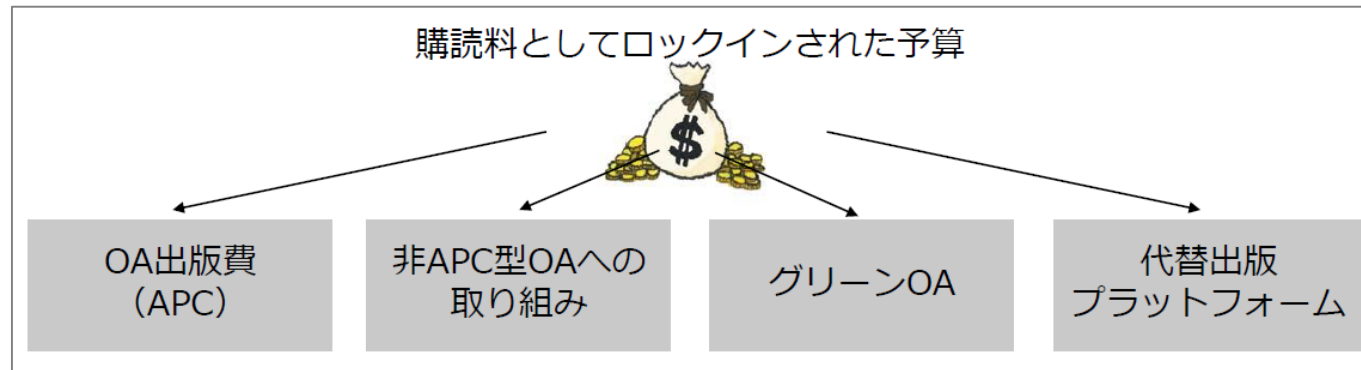 購読料としてロックインされた予算
$
OA出版費
（APC）
非APC型OAへの
取り組み
グリーンOA
代替出版
プラットフォーム